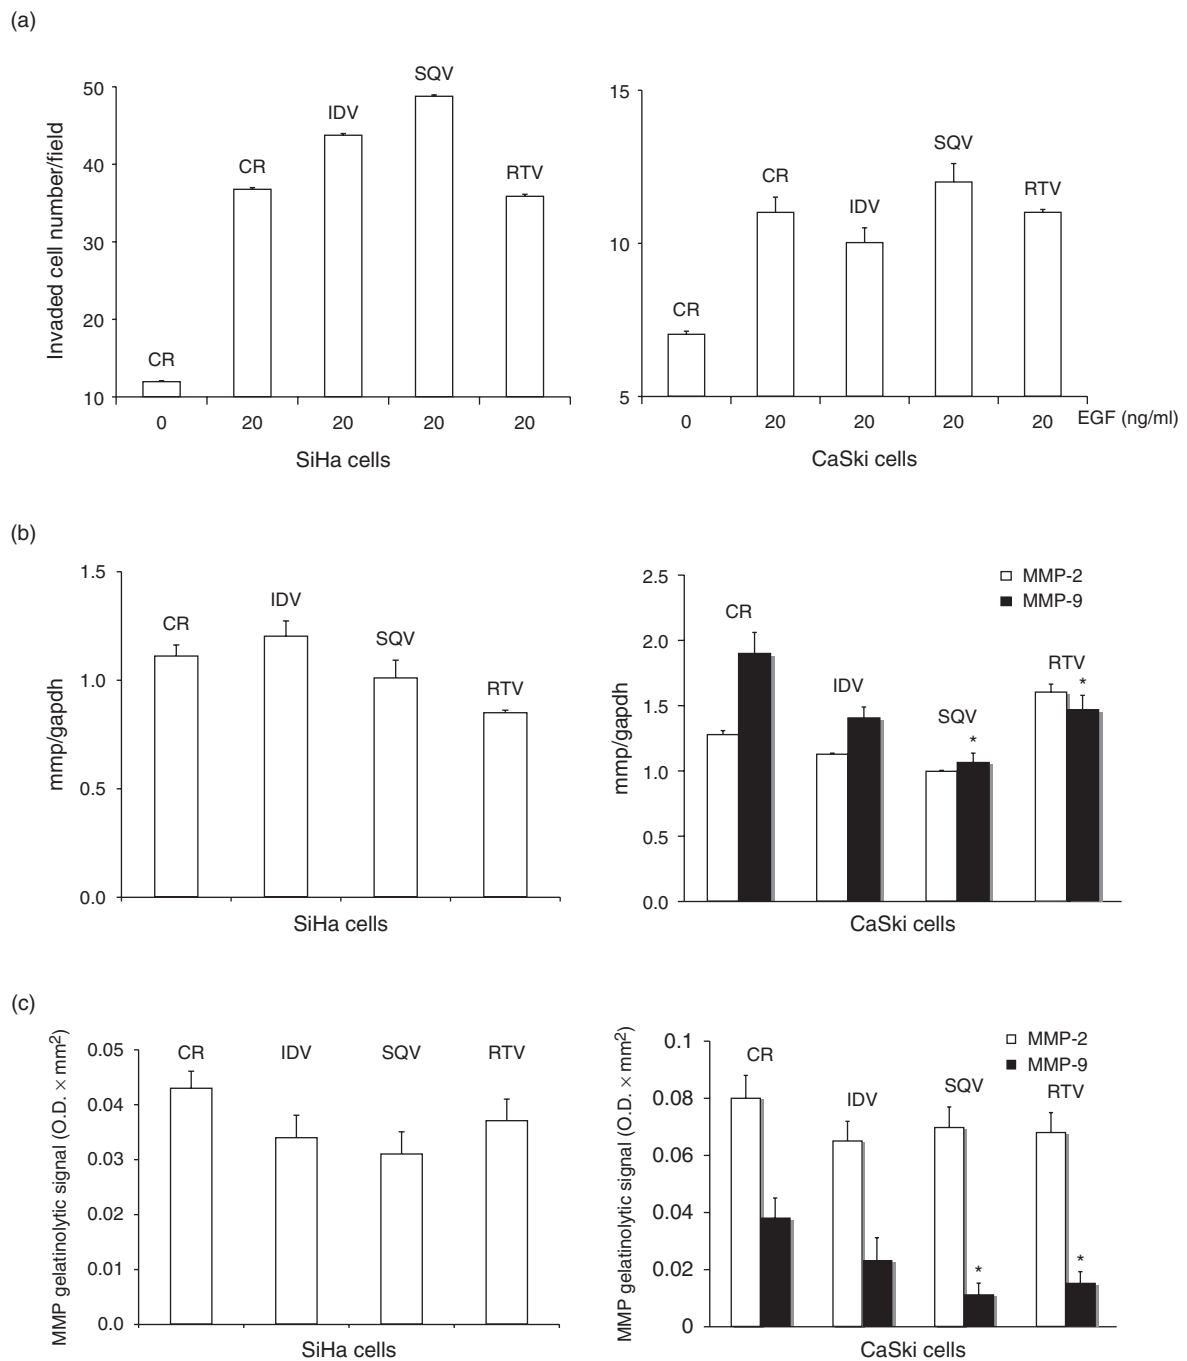 (a)
Invaded cell number/field
50
40
30
20
10
CR
CR
IDV
SQV
RTV
0 20 20 20 20
SiHa cells
15
10
5
CR
CR
IDV
SQV
RTV
0 20 20 20 20 EGF (ng/ml)
CaSki cells
(b)
mmp/gapdh
1.5
1.0
0.5
0.0
CR
IDV
SQV
RTV
SiHa cells
mmp/gapdh
2.5
2.0
1.5
1.0
0.5
0.0
MMP-2
MMP-9
CR
IDV
SQV
*
RTV
*
CaSki cells
(c)
MMP gelatinolytic signal (O.D. × mm²)
0.05
0.04
0.03
0.02
0.01
0.0
CR IDV SQV RTV
SiHa cells
MMP gelatinolytic signal (O.D. × mm²)
0.1
0.08
0.06
0.04
0.02
0
MMP-2
MMP-9
CR
IDV
SQV
RTV
*
*
CaSki cells